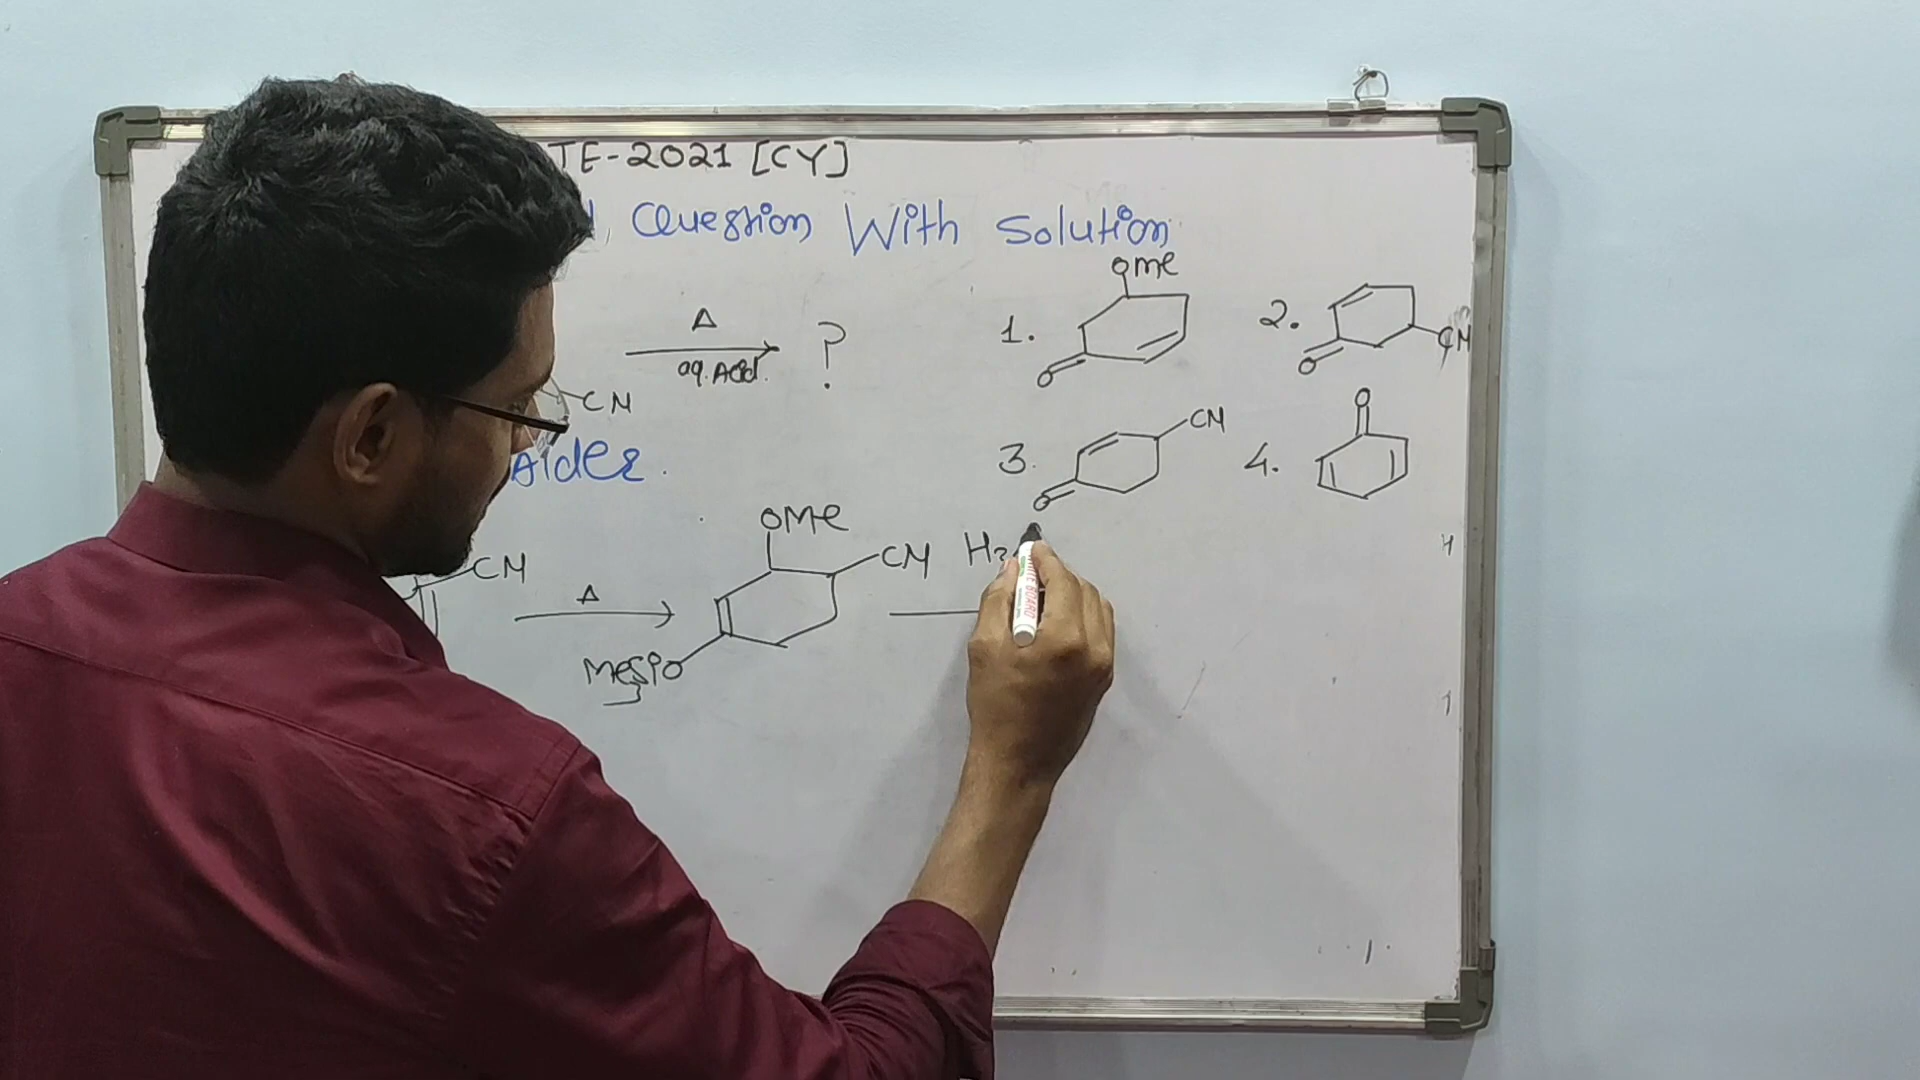 TE-2021 [CY]
Question With Solution
Δ
aq. Acid.
?
CN
1.
OMe
O
2.
CN
O
Alder.
3.
CN
O
4.
O
CN
Δ
OMe
CN
Me3SiO
H3